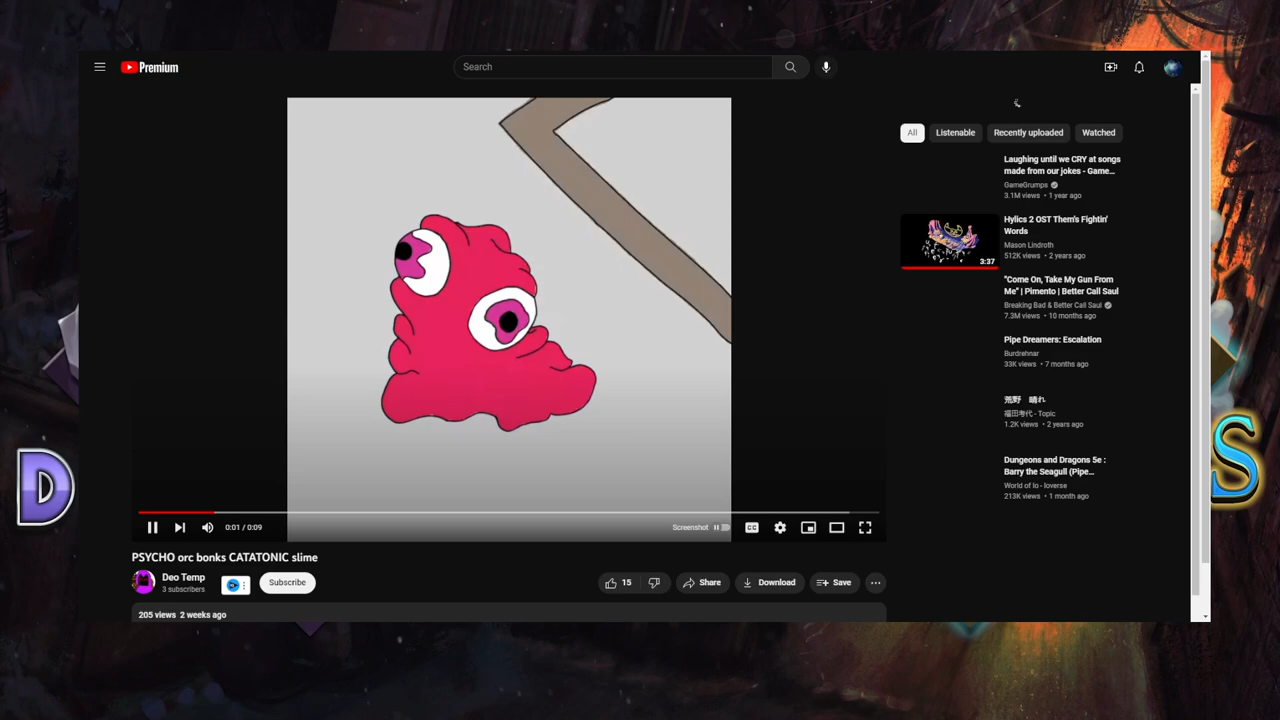 Premium
Search
All
Listenable
Recently uploaded
Watched
Laughing until we CRY at songs
made from our jokes - Game...
GameGrumps
3.1M views • 1 year ago
3:37
Hylics 2 OST Them's Fightin'
Words
Mason Lindroth
512K views • 2 years ago
"Come On, Take My Gun From
Me" | Pimento | Better Call Saul
Breaking Bad & Better Call Saul
7.3M views • 10 months ago
Pipe Dreamers: Escalation
Burdrehnar
33K views • 7 months ago
荒野 晴れ
福田考代 - Topic
1.2K views • 2 years ago
Dungeons and Dragons 5e :
Barry the Seagull (Pipe...
World of Io - Ioverse
213K views • 1 month ago
D
S
0:01 / 0:09
Screenshot
CC
PSYCHO orc bonks CATATONIC slime
Deo Temp
3 subscribers
Subscribe
15
Share
Download
Save
205 views 2 weeks ago